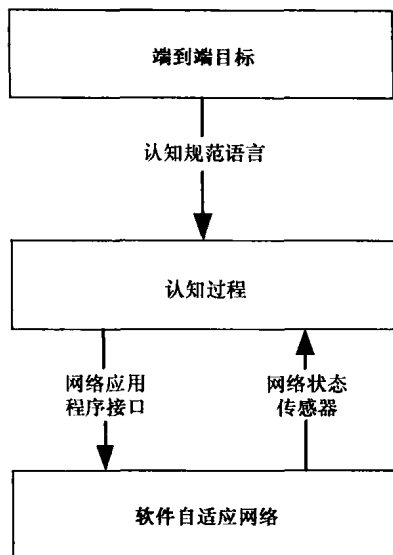 端到端目标
认知规范语言
认知过程
网络应用
程序接口
网络状态
传感器
软件自适应网络